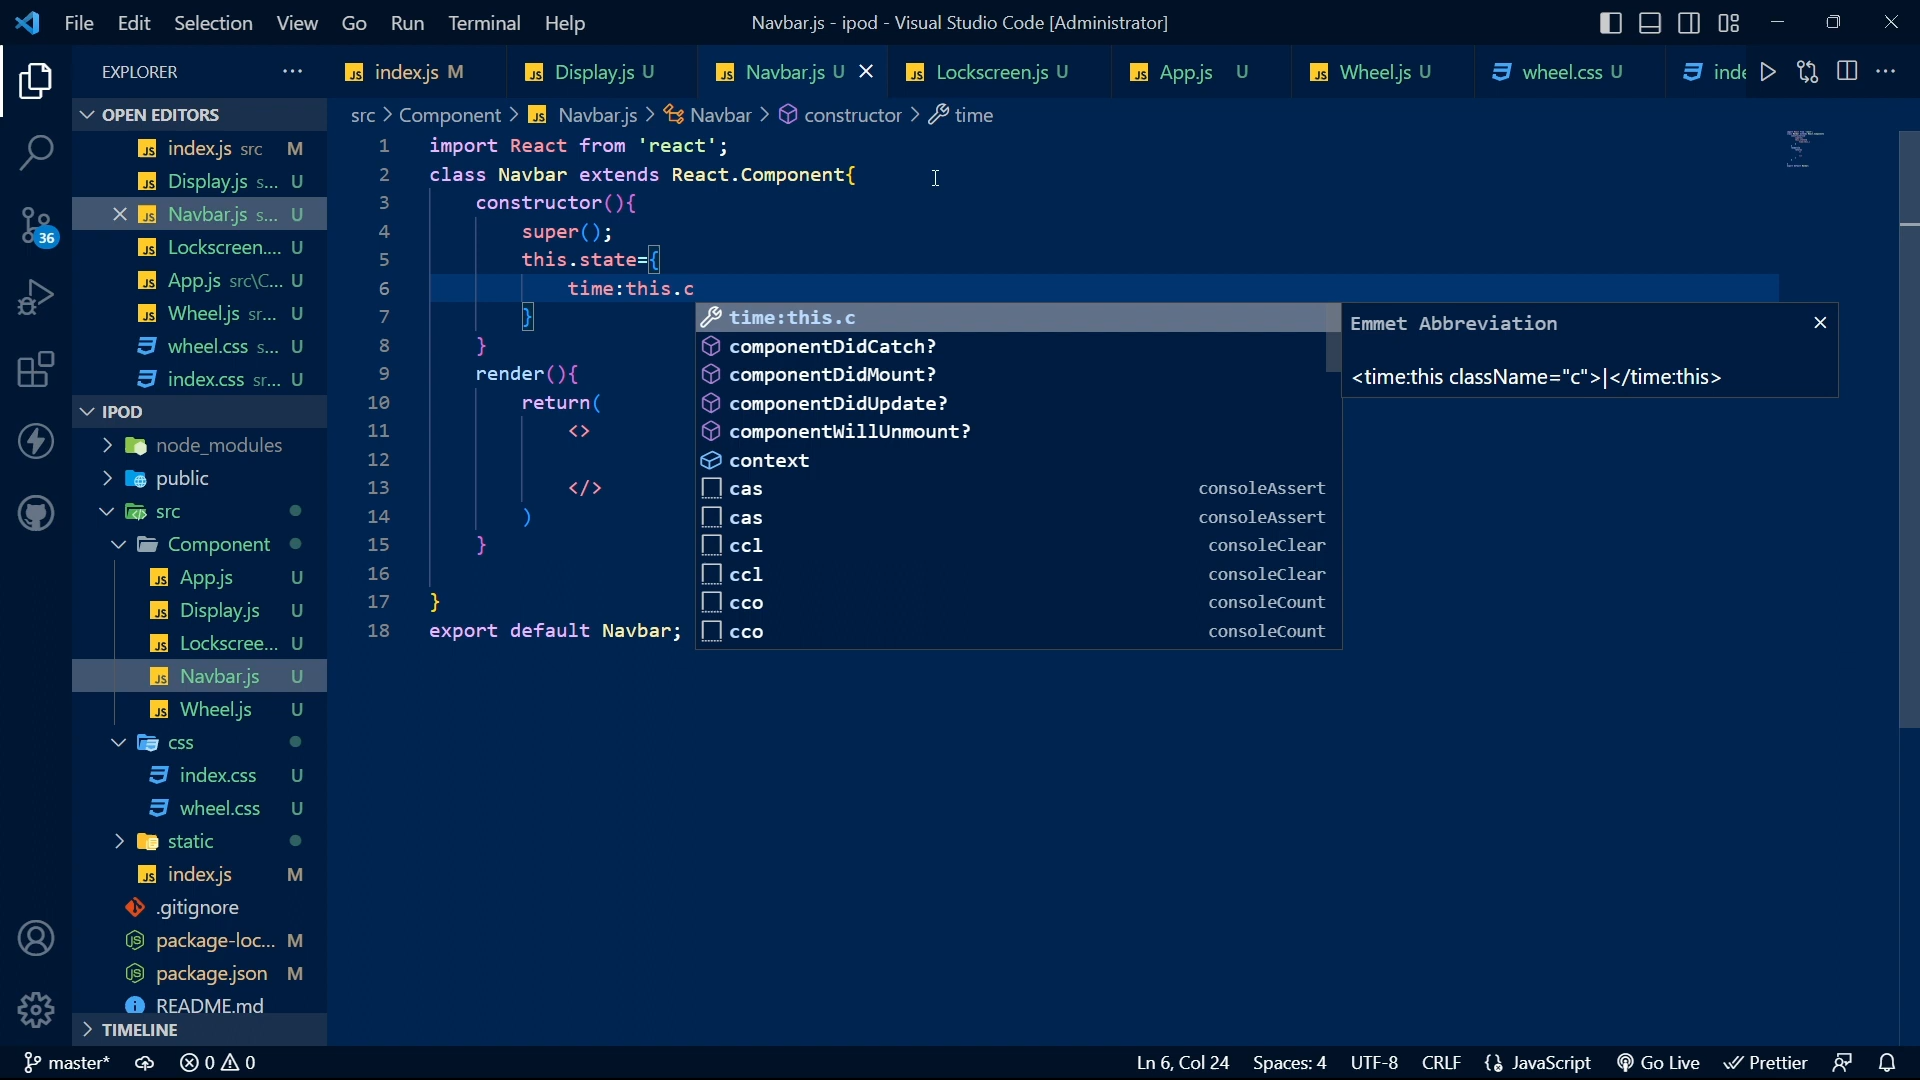 File Edit Selection View Go Run Terminal Help
Navbar.js - ipod - Visual Studio Code [Administrator]
EXPLORER
index.js M
Display.js U
Navbar.js U
Lockscreen.js U
App.js U
Wheel.js U
wheel.css U
inde
OPEN EDITORS
index.js src M
Display.js s... U
Navbar.js s... U
Lockscreen.... U
App.js src\C... U
Wheel.js sr... U
wheel.css s... U
index.css sr... U
36
IPOD
node_modules
public
src
Component
App.js U
Display.js U
Lockscree... U
Navbar.js U
Wheel.js U
css
index.css U
wheel.css U
static
index.js M
.gitignore
package-loc... M
package.json M
README.md
TIMELINE
src > Component > Navbar.js > Navbar > constructor > time
1 import React from 'react';
2 class Navbar extends React.Component{
3 constructor(){
4 super();
5 this.state={
6 time:this.c
7 }
8 }
9 render(){
10 return(
11 <>
12
13 </>
14 )
15 }
16
17 }
18 export default Navbar;
time:this.c
componentDidCatch?
componentDidMount?
componentDidUpdate?
componentWillUnmount?
context
cas consoleAssert
cas consoleAssert
ccl consoleClear
ccl consoleClear
cco consoleCount
cco consoleCount
Emmet Abbreviation
<time:this className="c">|</time:this>
master* 0 0 Ln 6, Col 24 Spaces: 4 UTF-8 CRLF {} JavaScript Go Live Prettier